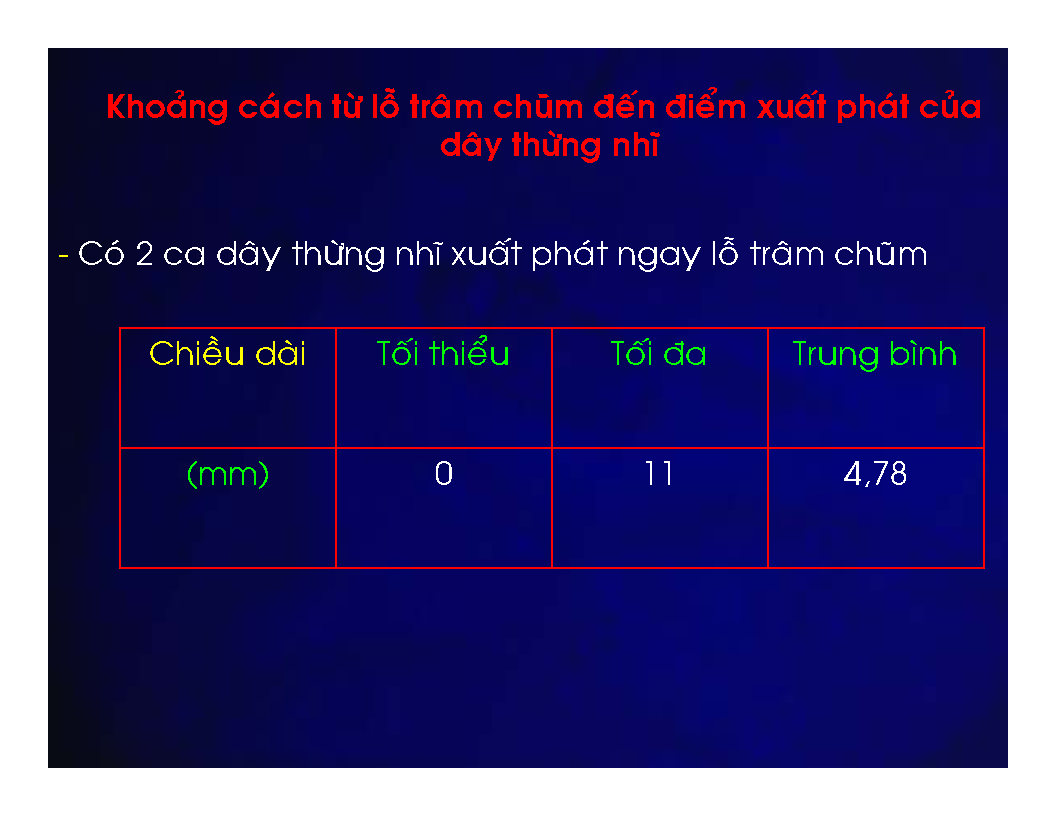 Khoảng cách từ lỗ trâm chũm đến điểm xuất phát của
dây thừng nhĩ
- Có 2 ca dây thừng nhĩ xuất phát ngay lỗ trâm chũm
Chiều dài Tối thiểu Tối đa Trung bình
(mm) 0 11 4,78